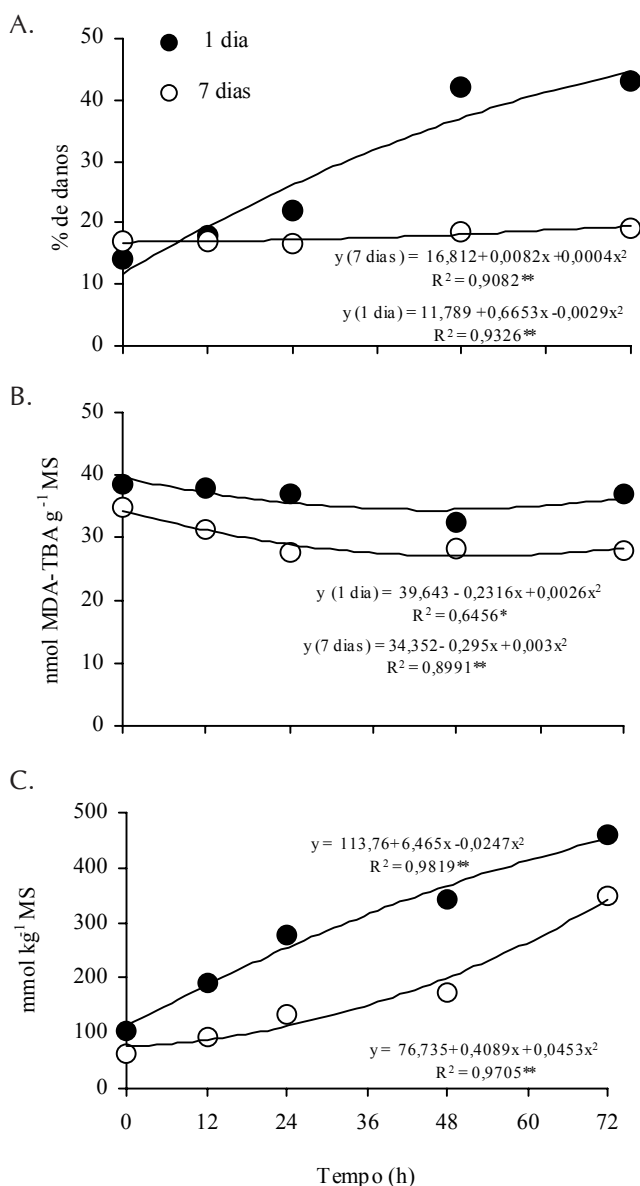 A.
50
40
30
20
10
0
% de danos
1 dia
7 dias
y (7 dias) = 16,812+0,0082x+0,0004x²
R² = 0,9082**
y (1 dia) = 11,789 +0,6653x -0,0029x²
R² = 0,9326**
B.
50
40
30
20
10
0
nmol MDA-TBA g⁻¹ MS
y (1 dia) = 39,643 - 0,2316x + 0,0026x²
R² = 0,6456*
y (7 dias) = 34,352- 0,295x + 0,003x²
R² = 0,8991**
C.
500
400
300
200
100
0
mmol kg⁻¹ MS
y = 113,76+6,465x -0,0247x²
R² = 0,9819**
y = 76,735+0,4089x +0,0453x²
R² = 0,9705**
0 12 24 36 48 60 72
Tempo (h)